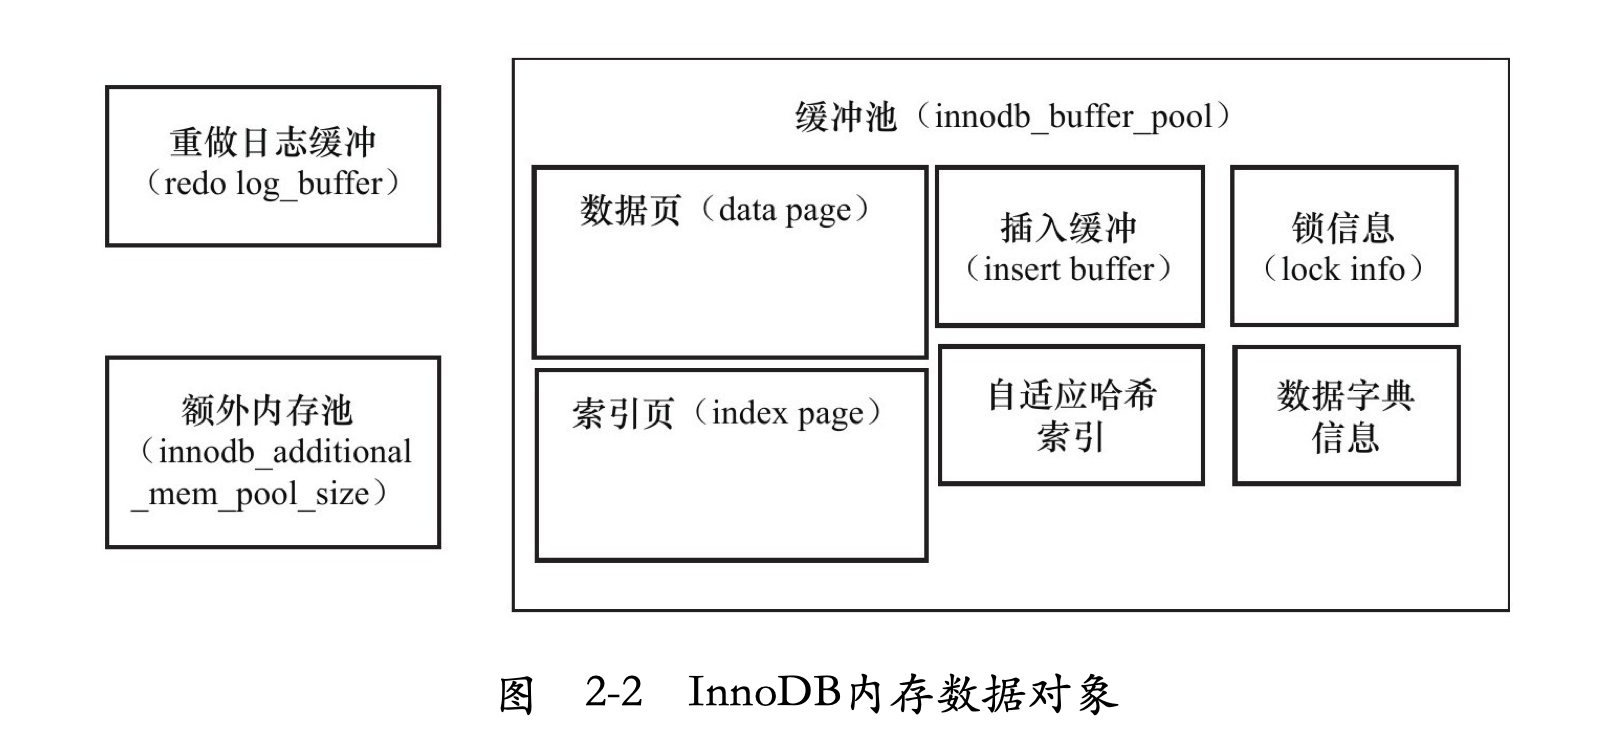 重做日志缓冲
（redo log_buffer）
额外内存池
（innodb_additional
_mem_pool_size）
缓冲池（innodb_buffer_pool）
数据页（data page）
插入缓冲
（insert buffer）
锁信息
（lock info）
索引页（index page）
自适应哈希
索引
数据字典
信息
图 2-2 InnoDB内存数据对象